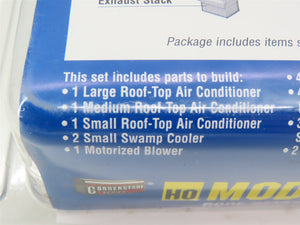 Exhaust Stack
Package includes items s
This set includes parts to build:
• 1 Large Roof-Top Air Conditioner
• 1 Medium Roof-Top Air Conditioner
• 1 Small Roof-Top Air Conditioner
• 2 Small Swamp Cooler
• 1 Motorized Blower
CORNERSTONE
HO MOD